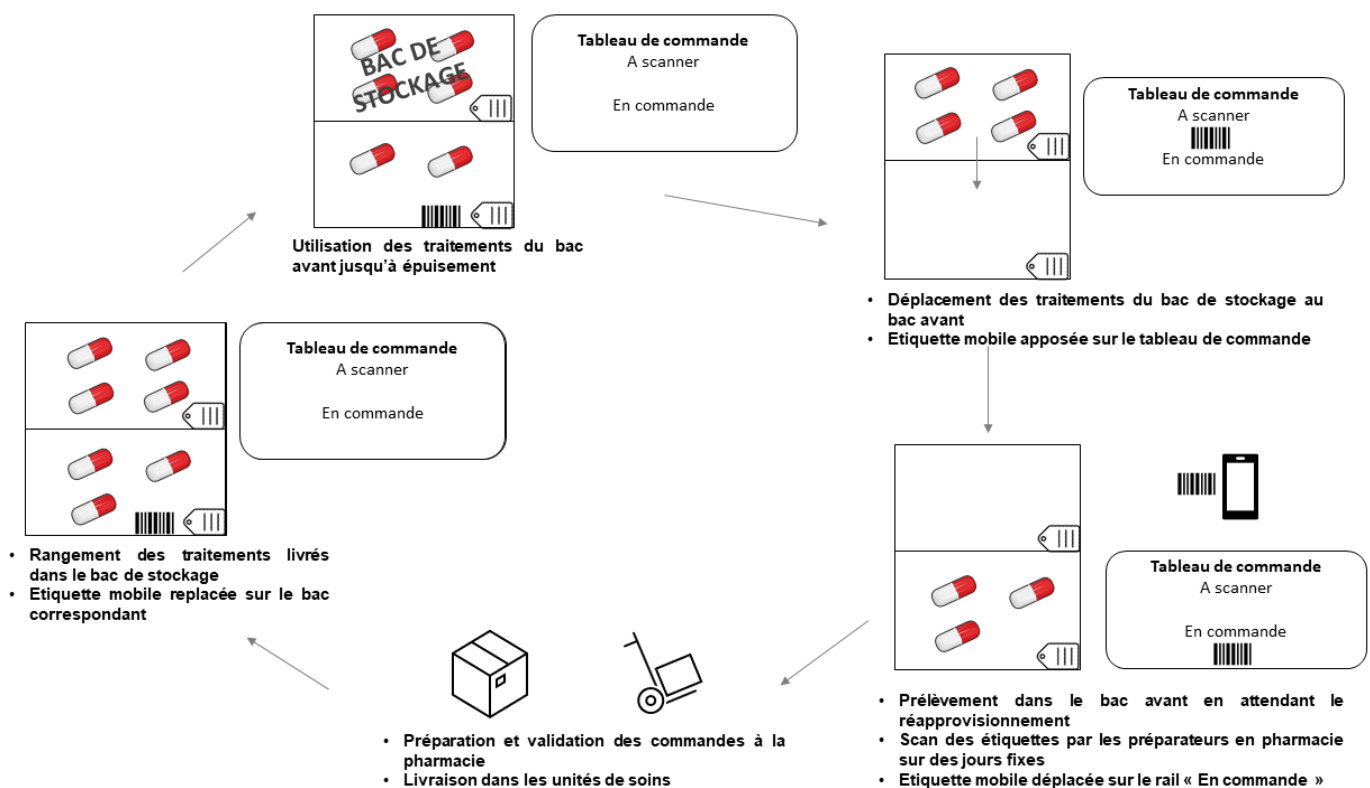 BAC DE
STOCKAGE
Tableau de commande
A scanner
En commande
Utilisation des traitements du bac
avant jusqu'à épuisement
Tableau de commande
A scanner
En commande
• Déplacement des traitements du bac de stockage au
bac avant
• Etiquette mobile apposée sur le tableau de commande
Tableau de commande
A scanner
En commande
• Prélèvement dans le bac avant en attendant le
réapprovisionnement
• Scan des étiquettes par les préparateurs en pharmacie
sur des jours fixes
• Etiquette mobile déplacée sur le rail « En commande »
• Préparation et validation des commandes à la
pharmacie
• Livraison dans les unités de soins
Tableau de commande
A scanner
En commande
• Rangement des traitements livrés
dans le bac de stockage
• Etiquette mobile replacée sur le bac
correspondant